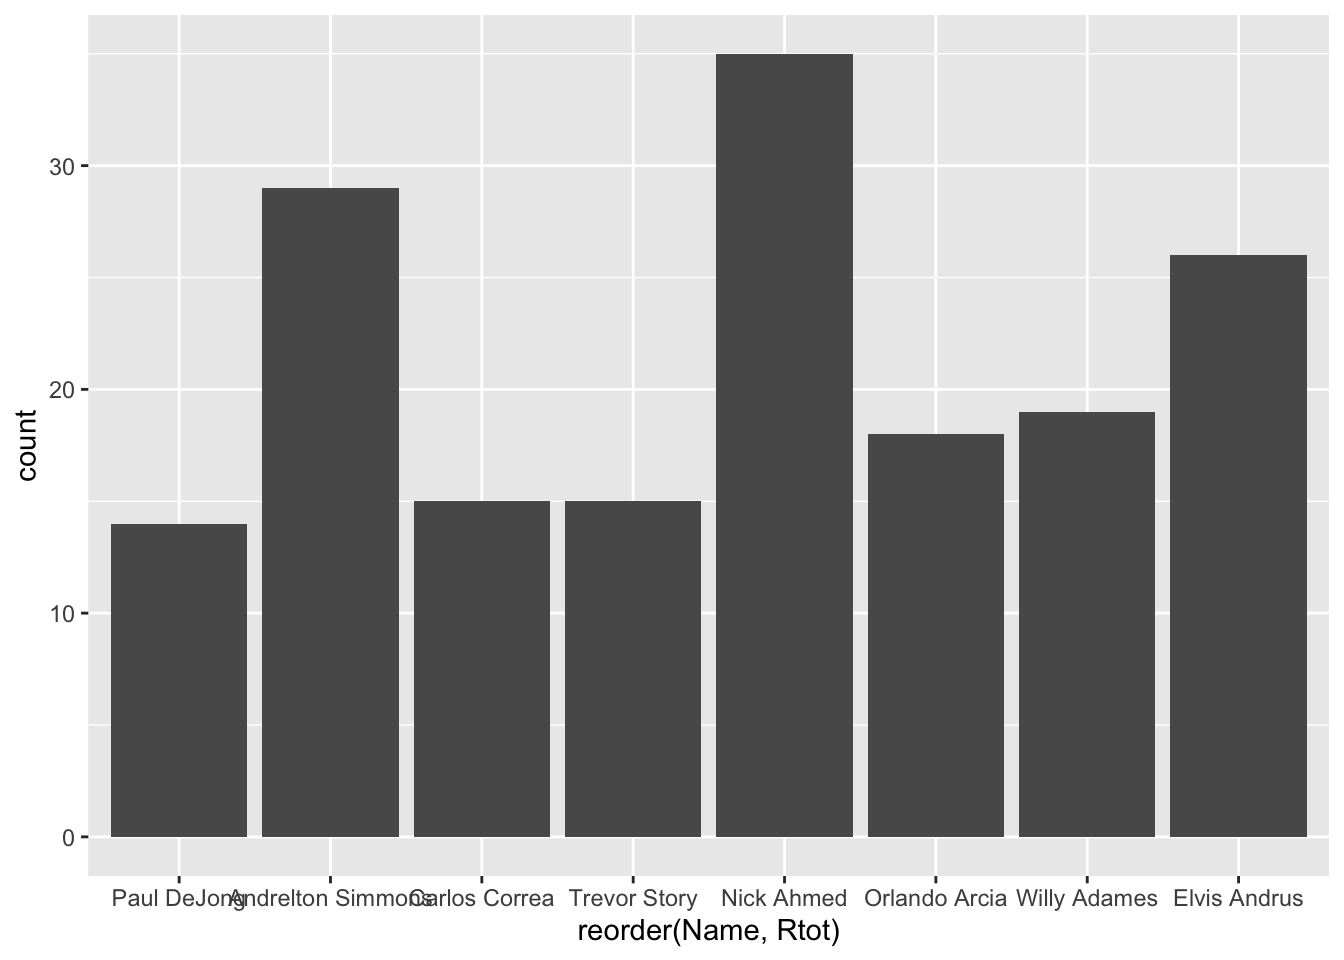 count
30
20
10
0
Paul DeJong Andrelton Simmons Carlos Correa Trevor Story Nick Ahmed Orlando Arcia Willy Adames Elvis Andrus
reorder(Name, Rtot)